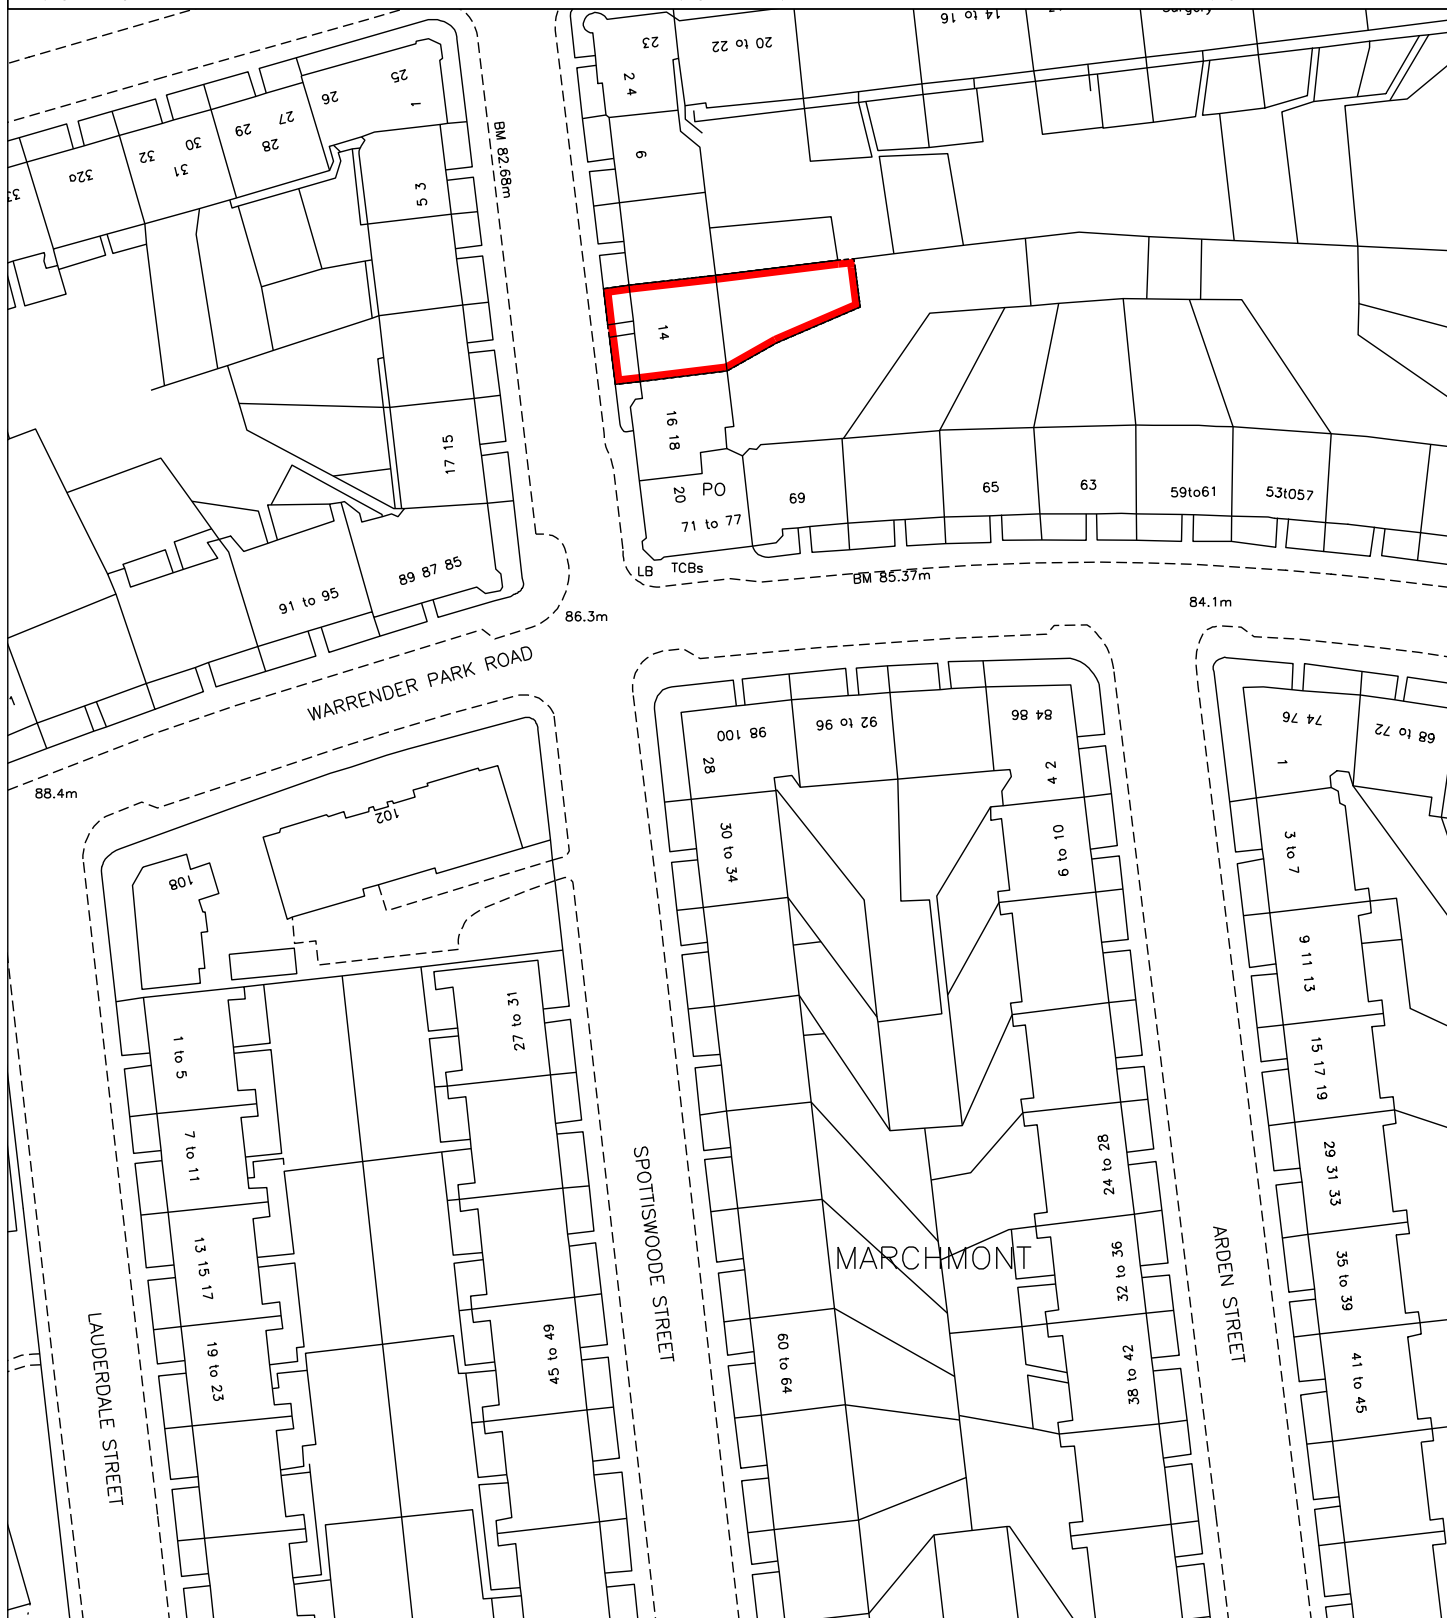 14 to 16
23
20 to 22
2 4
25
26
1
27
28
29
30
31
32
32a
33
BM 82.68m
6
5 3
14
16 18
17 15
20
PO
71 to 77
69
65
63
59to61
53to57
89 87 85
91 to 95
LB
TCBs
BM 85.37m
84.1m
86.3m
WARRENDER PARK ROAD
88.4m
98 100
92 to 96
84 86
74 76
68 to 72
28
4 2
1
102
108
30 to 34
6 to 10
3 to 7
9 11 13
27 to 31
1 to 5
15 17 19
7 to 11
24 to 28
29 31 33
SPOTTISWOODE STREET
MARCHMONT
ARDEN STREET
13 15 17
32 to 36
35 to 39
LAUDERDALE STREET
19 to 23
45 to 49
60 to 64
38 to 42
41 to 45